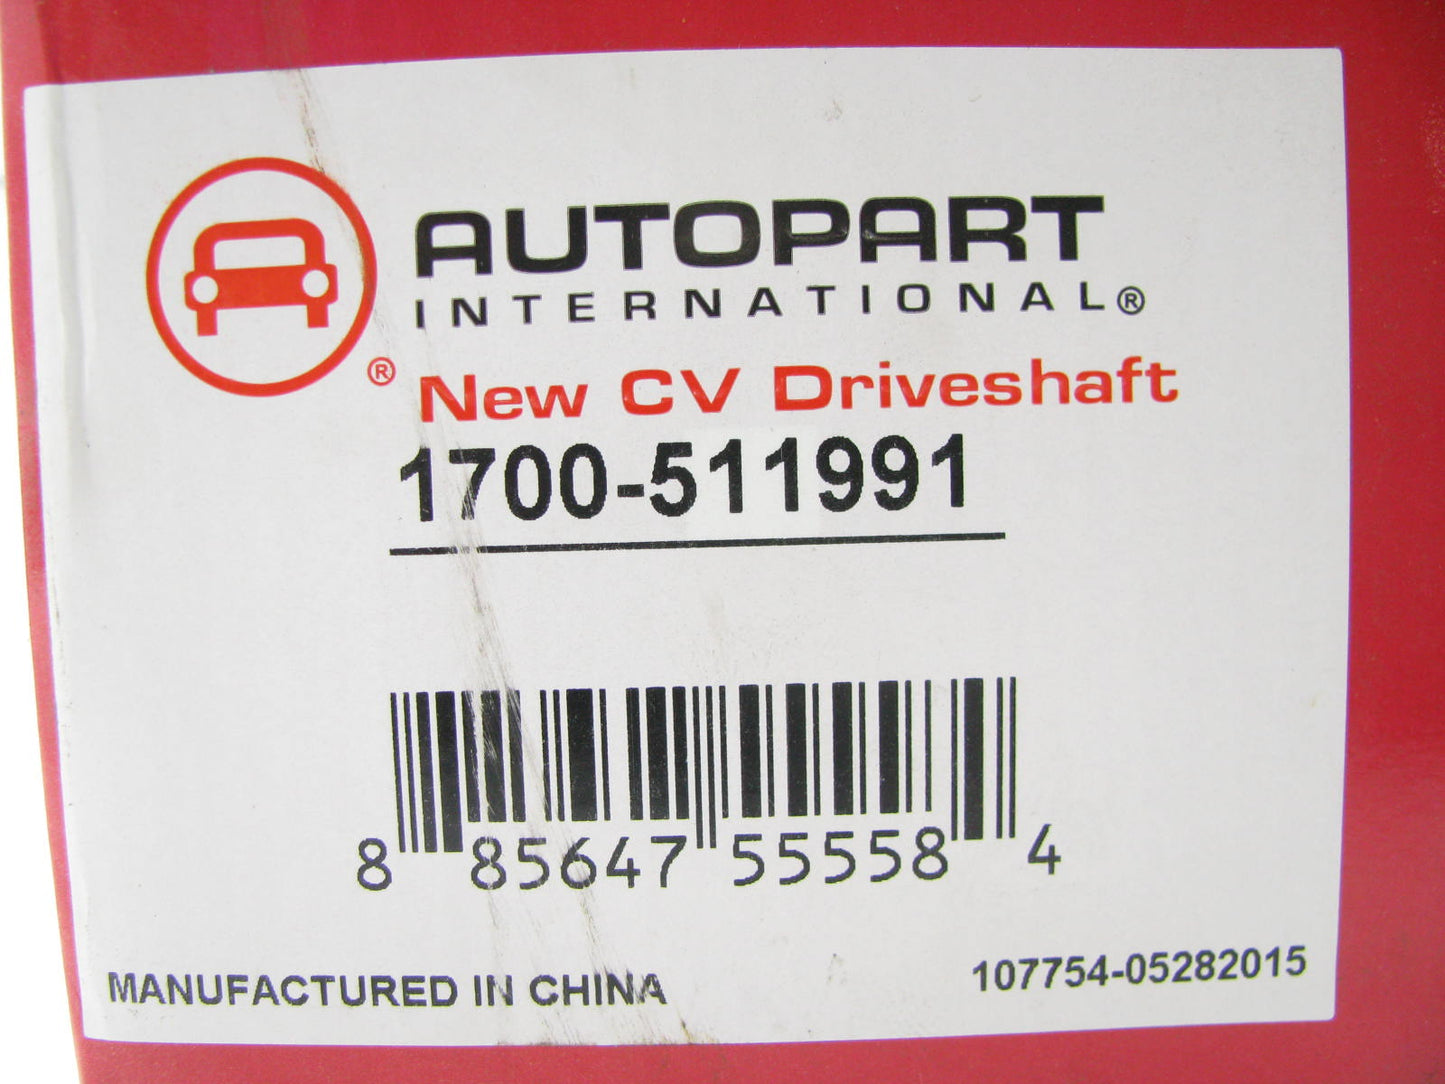 AUTOPART
INTERNATIONAL®
® New CV Driveshaft
1700-511991
8 85647 55558 4
MANUFACTURED IN CHINA
107754-05282015